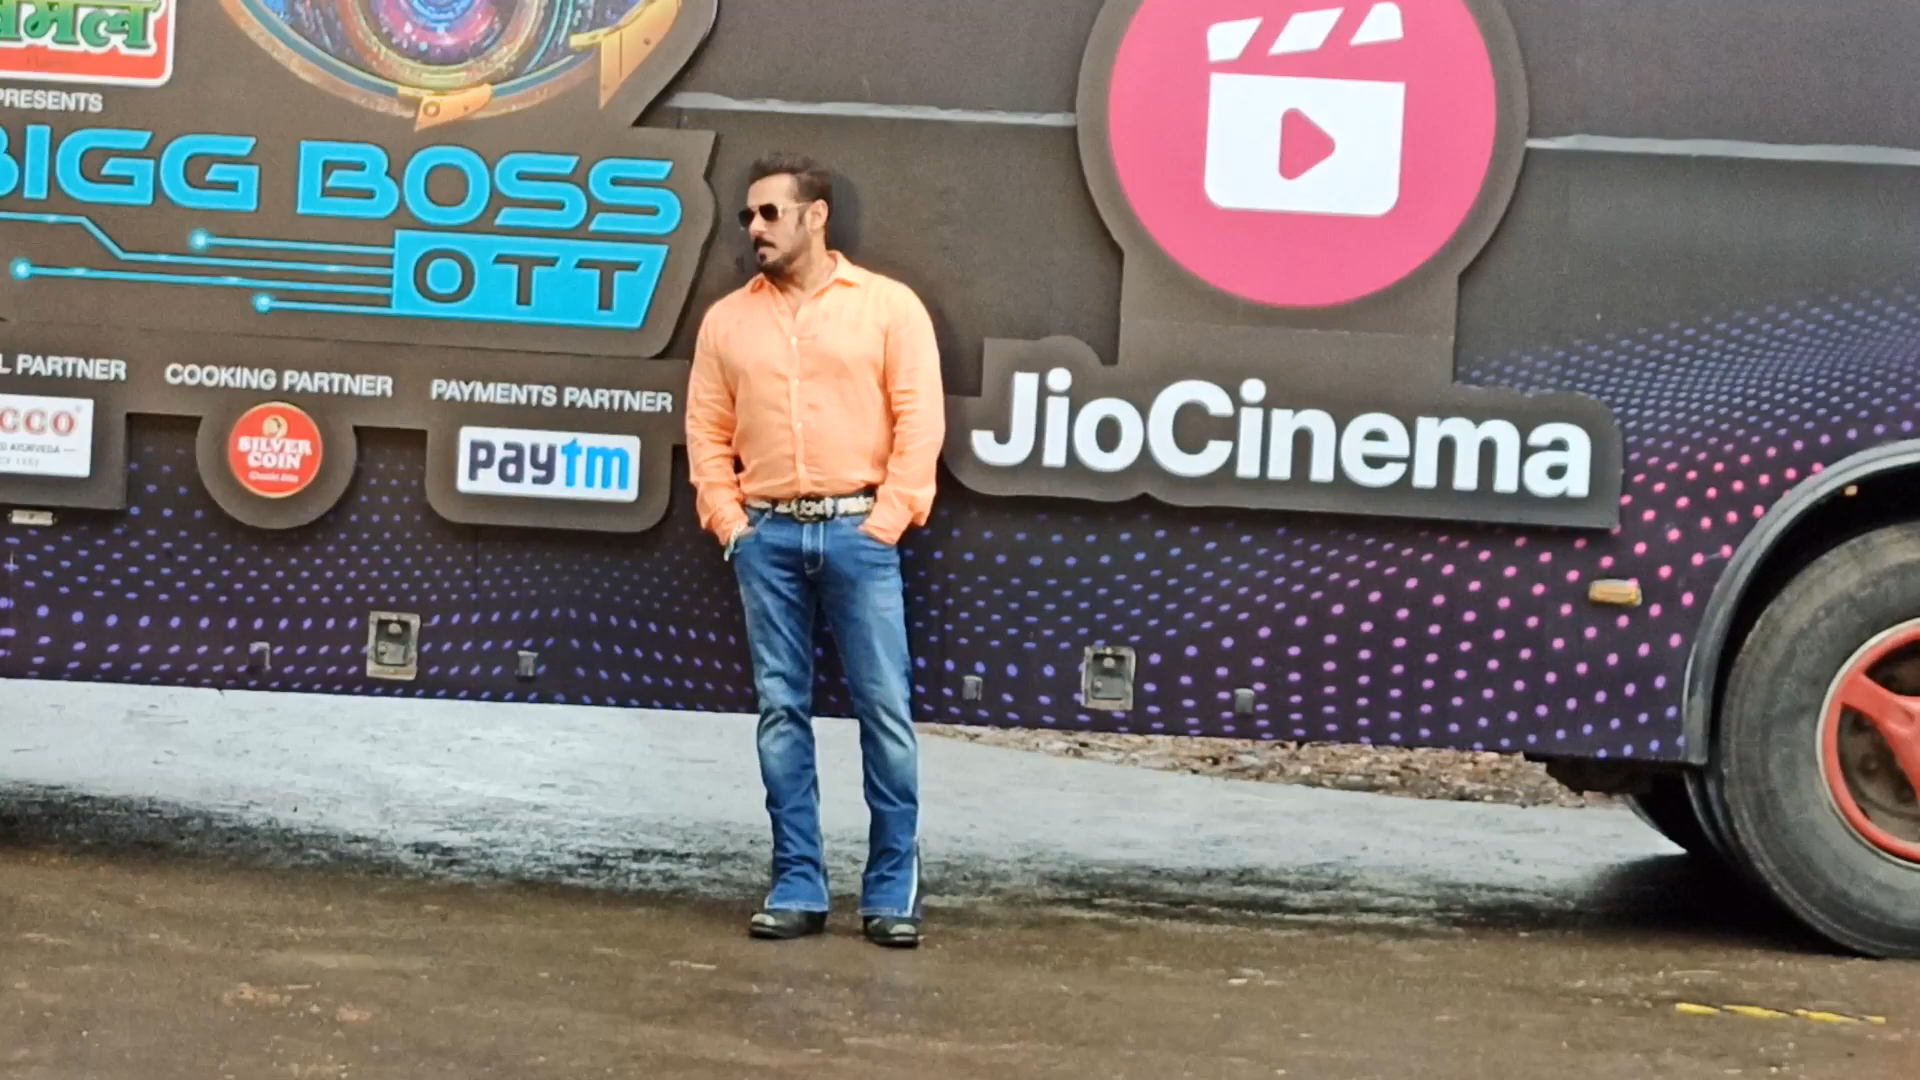 PRESENTS
BIGG BOSS
OTT
PARTNER
COOKING PARTNER
PAYMENTS PARTNER
SILVER
COIN
paytm
JioCinema